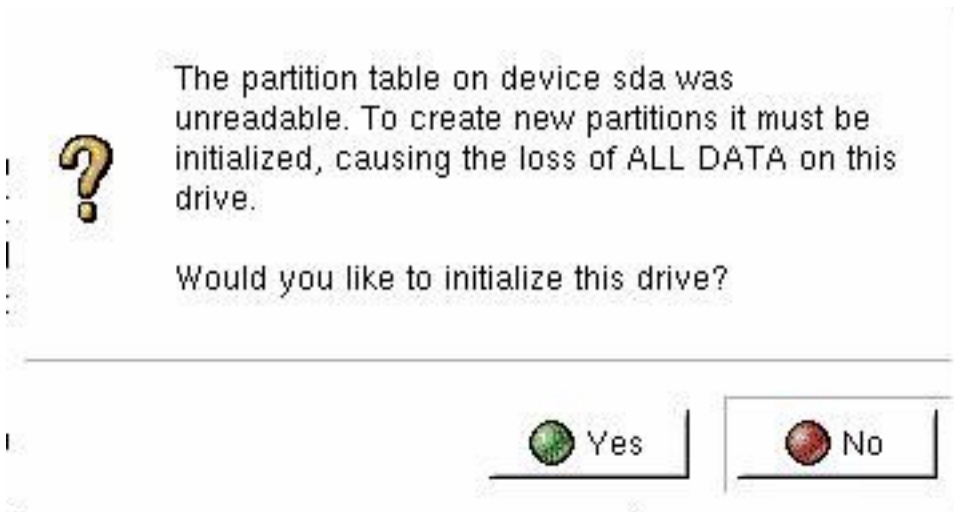 The partition table on device sda was
unreadable. To create new partitions it must be
initialized, causing the loss of ALL DATA on this
drive.
Would you like to initialize this drive?
Yes
No